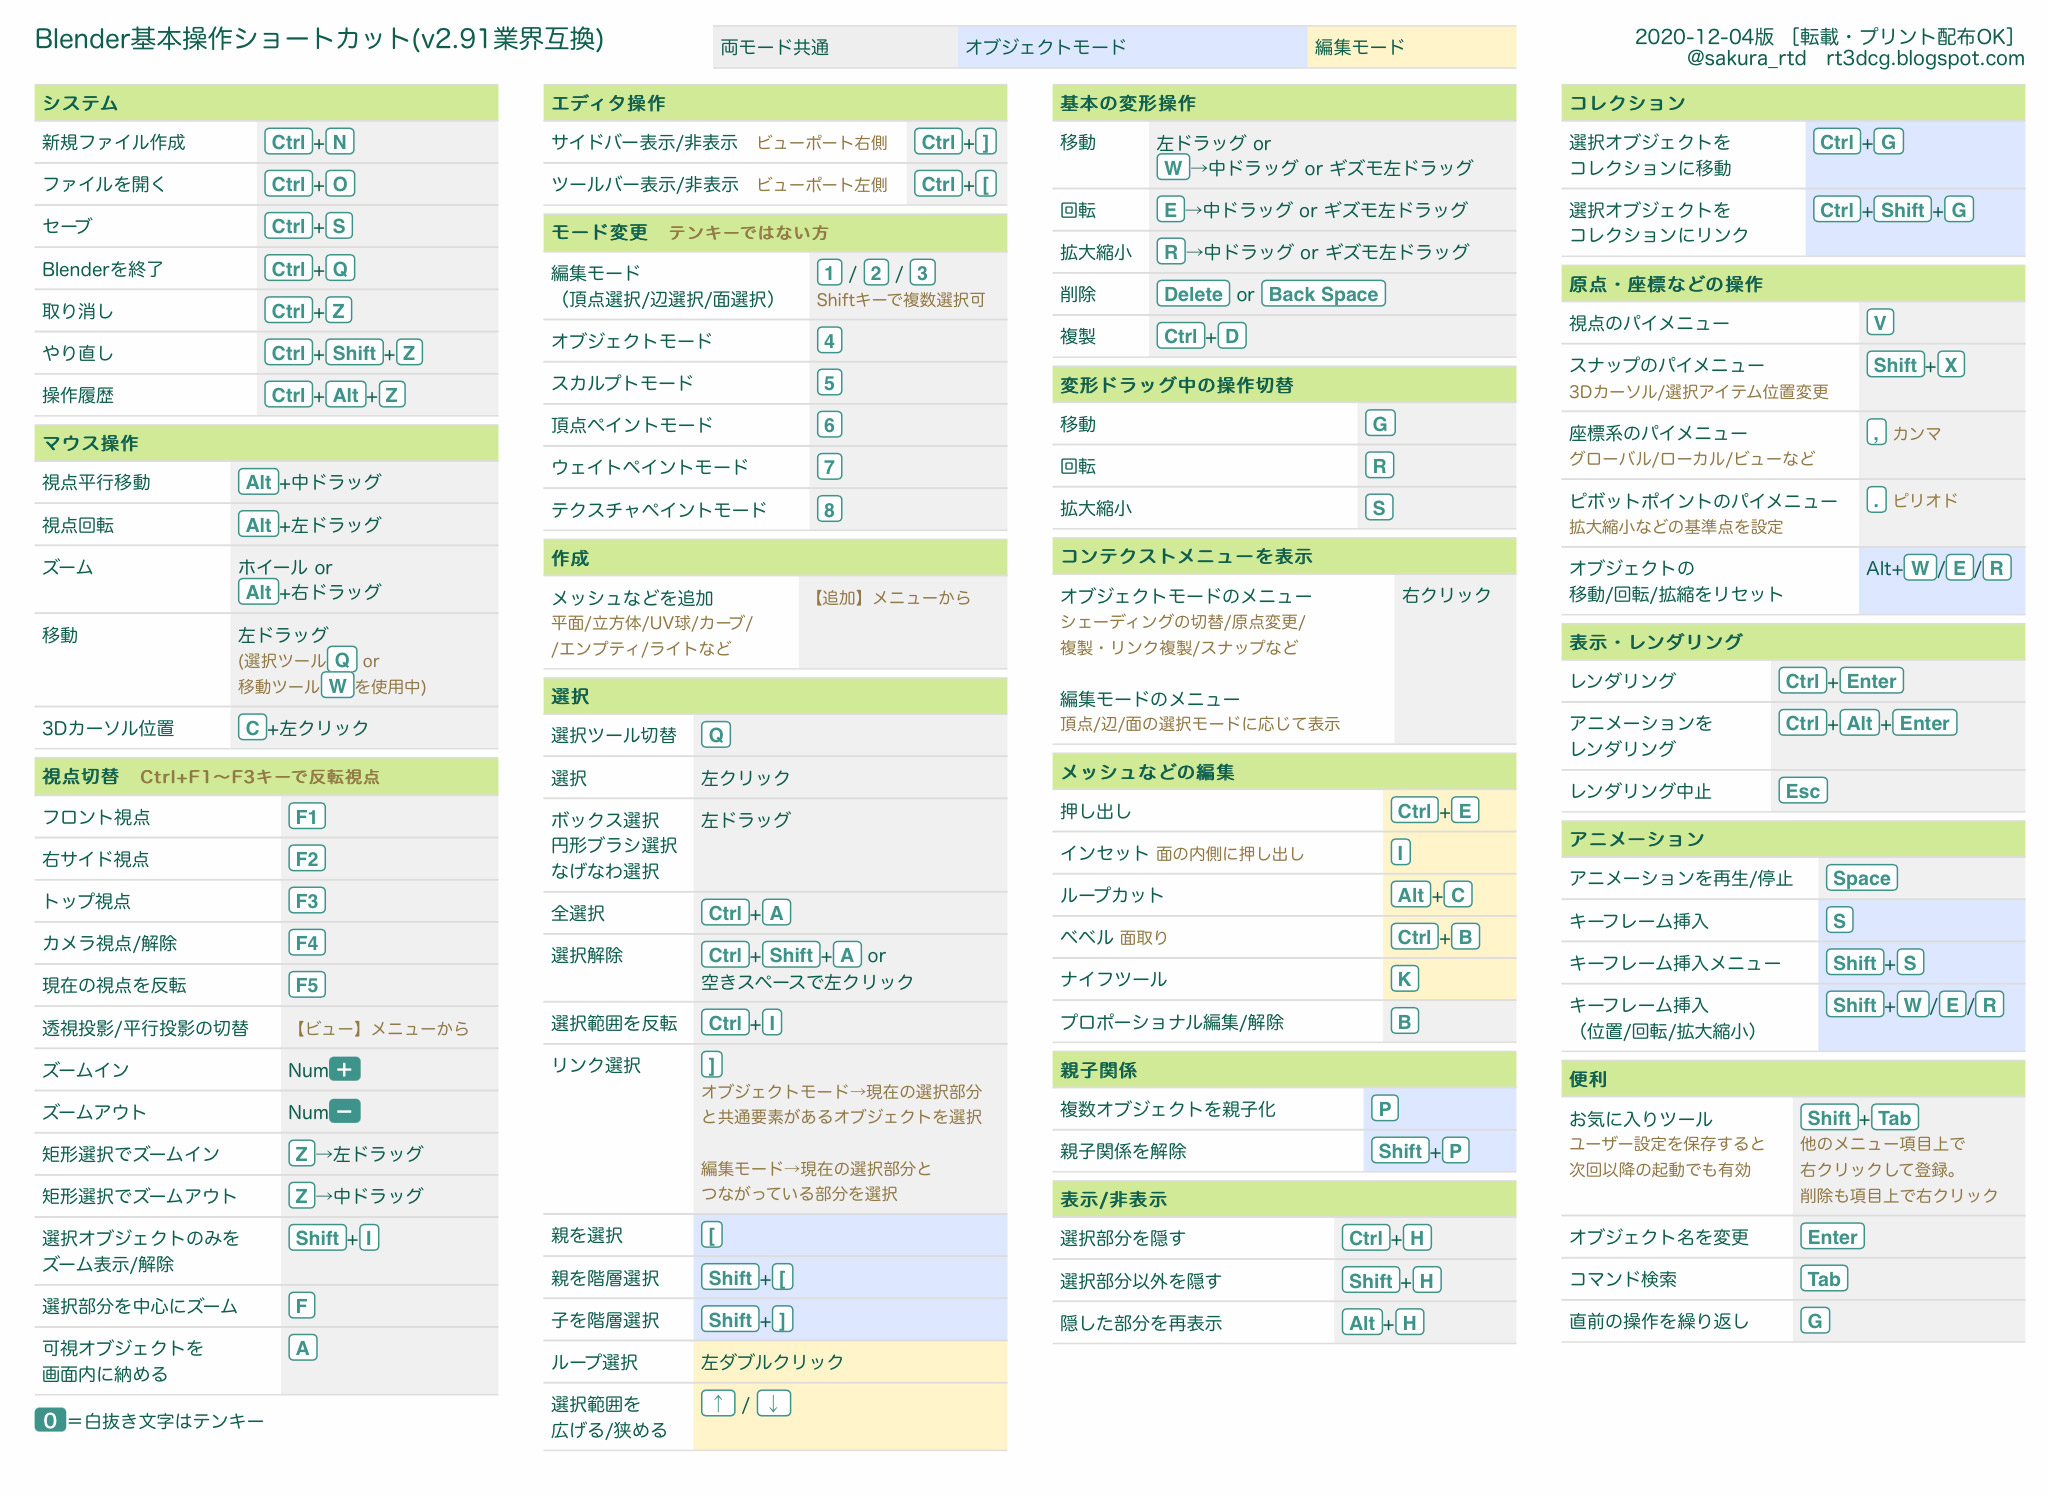 Blender基本操作ショートカット(v2.91業界互換)
両モード共通 オブジェクトモード 編集モード
2020-12-04版 ［転載・プリント配布OK］
@sakura_rtd rt3dcg.blogspot.com
システム
新規ファイル作成 Ctrl+N
ファイルを開く Ctrl+O
セーブ Ctrl+S
Blenderを終了 Ctrl+Q
取り消し Ctrl+Z
やり直し Ctrl+Shift+Z
操作履歴 Ctrl+Alt+Z
マウス操作
視点平行移動 Alt+中ドラッグ
視点回転 Alt+左ドラッグ
ズーム ホイール or
Alt+右ドラッグ
移動 左ドラッグ
(選択ツールQ or
移動ツールWを使用中)
3Dカーソル位置 C+左クリック
視点切替 Ctrl+F1〜F3キーで反転視点
フロント視点 F1
右サイド視点 F2
トップ視点 F3
カメラ視点/解除 F4
現在の視点を反転 F5
透視投影/平行投影の切替 【ビュー】メニューから
ズームイン Num+
ズームアウト Num−
矩形選択でズームイン Z→左ドラッグ
矩形選択でズームアウト Z→中ドラッグ
選択オブジェクトのみを Shift+I
ズーム表示/解除
選択部分を中心にズーム F
可視オブジェクトを A
画面内に納める
0＝白抜き文字はテンキー
エディタ操作
サイドバー表示/非表示 ビューポート右側 Ctrl+]
ツールバー表示/非表示 ビューポート左側 Ctrl+[
モード変更 テンキーではない方
編集モード 1 / 2 / 3
（頂点選択/辺選択/面選択） Shiftキーで複数選択可
オブジェクトモード 4
スカルプトモード 5
頂点ペイントモード 6
ウェイトペイントモード 7
テクスチャペイントモード 8
作成
メッシュなどを追加 【追加】メニューから
平面/立方体/UV球/カーブ/
/エンプティ/ライトなど
選択
選択ツール切替 Q
選択 左クリック
ボックス選択 左ドラッグ
円形ブラシ選択
なげなわ選択
全選択 Ctrl+A
選択解除 Ctrl+Shift+A or
空きスペースで左クリック
選択範囲を反転 Ctrl+I
リンク選択 ]
オブジェクトモード→現在の選択部分
と共通要素があるオブジェクトを選択
編集モード→現在の選択部分と
つながっている部分を選択
親を選択 [
親を階層選択 Shift+[
子を階層選択 Shift+]
ループ選択 左ダブルクリック
選択範囲を ↑ / ↓
広げる/狭める
基本の変形操作
移動 左ドラッグ or
W→中ドラッグ or ギズモ左ドラッグ
回転 E→中ドラッグ or ギズモ左ドラッグ
拡大縮小 R→中ドラッグ or ギズモ左ドラッグ
削除 Delete or Back Space
複製 Ctrl+D
変形ドラッグ中の操作切替
移動 G
回転 R
拡大縮小 S
コンテクストメニューを表示
オブジェクトモードのメニュー 右クリック
シェーディングの切替/原点変更/
複製・リンク複製/スナップなど
編集モードのメニュー
頂点/辺/面の選択モードに応じて表示
メッシュなどの編集
押し出し Ctrl+E
インセット 面の内側に押し出し I
ループカット Alt+C
ベベル 面取り Ctrl+B
ナイフツール K
プロポーショナル編集/解除 B
親子関係
複数オブジェクトを親子化 P
親子関係を解除 Shift+P
表示/非表示
選択部分を隠す Ctrl+H
選択部分以外を隠す Shift+H
隠した部分を再表示 Alt+H
コレクション
選択オブジェクトを Ctrl+G
コレクションに移動
選択オブジェクトを Ctrl+Shift+G
コレクションにリンク
原点・座標などの操作
視点のパイメニュー V
スナップのパイメニュー Shift+X
3Dカーソル/選択アイテム位置変更
座標系のパイメニュー , カンマ
グローバル/ローカル/ビューなど
ピボットポイントのパイメニュー . ピリオド
拡大縮小などの基準点を設定
オブジェクトの Alt+W/E/R
移動/回転/拡縮をリセット
表示・レンダリング
レンダリング Ctrl+Enter
アニメーションを Ctrl+Alt+Enter
レンダリング
レンダリング中止 Esc
アニメーション
アニメーションを再生/停止 Space
キーフレーム挿入 S
キーフレーム挿入メニュー Shift+S
キーフレーム挿入 Shift+W/E/R
（位置/回転/拡大縮小）
便利
お気に入りツール Shift+Tab
ユーザー設定を保存すると 他のメニュー項目上で
次回以降の起動でも有効 右クリックして登録。
削除も項目上で右クリック
オブジェクト名を変更 Enter
コマンド検索 Tab
直前の操作を繰り返し G